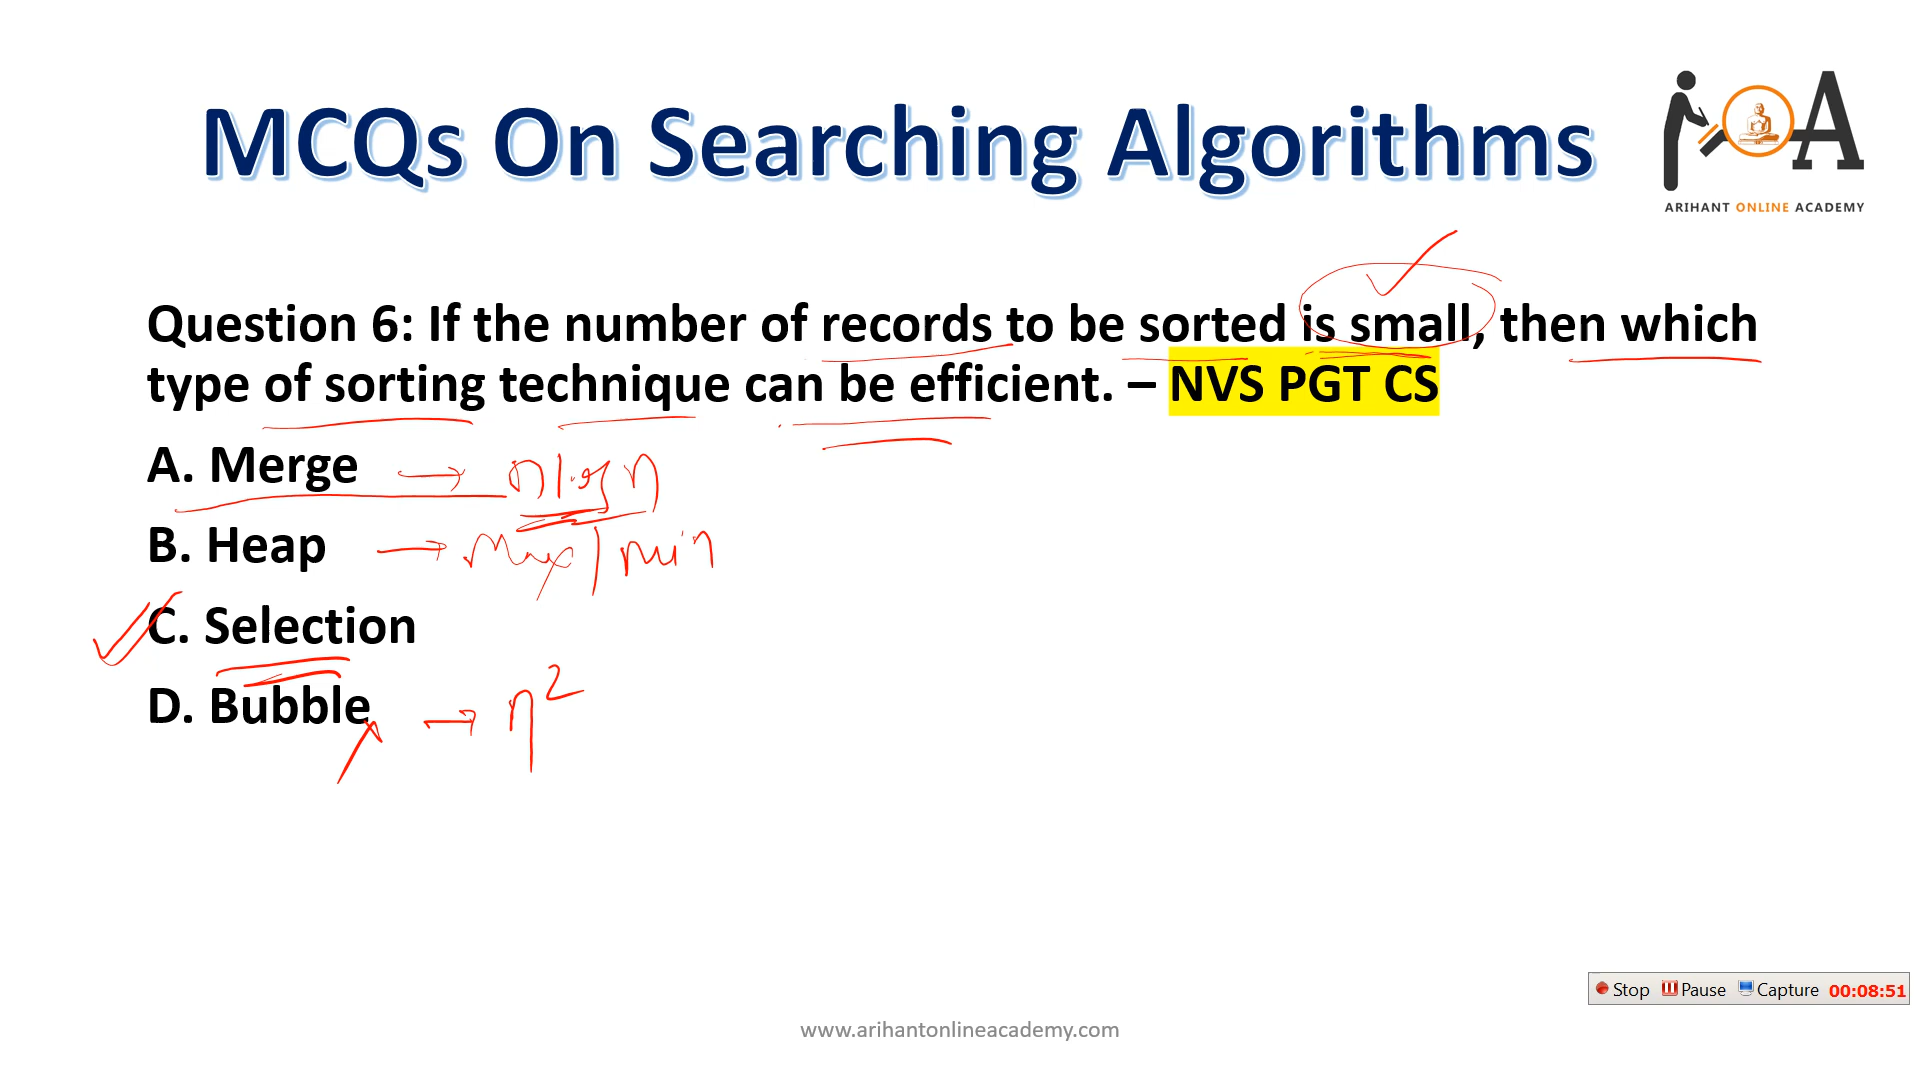 MCQs On Searching Algorithms
ARIHANT ONLINE ACADEMY
Question 6: If the number of records to be sorted is small, then which
type of sorting technique can be efficient. – NVS PGT CS
A. Merge → n log n
B. Heap → Max / min
C. Selection
D. Bubble → n²
Stop Pause Capture 00:08:51
www.arihantonlineacademy.com